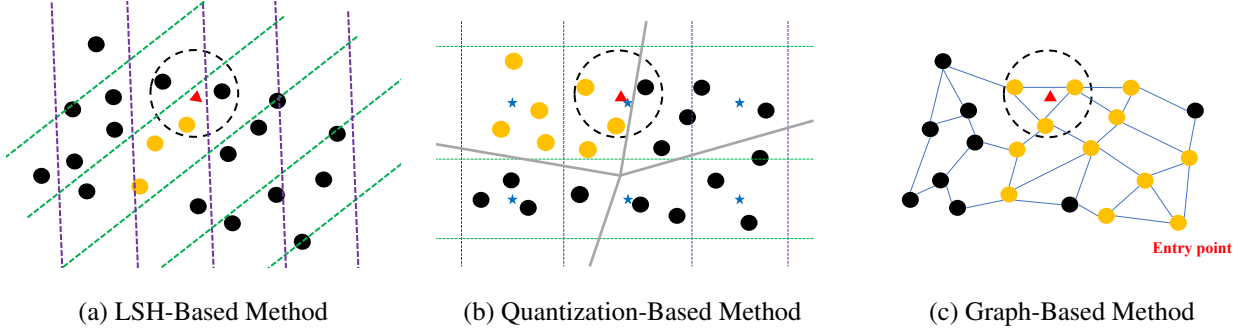 Entry point
(a) LSH-Based Method
(b) Quantization-Based Method
(c) Graph-Based Method